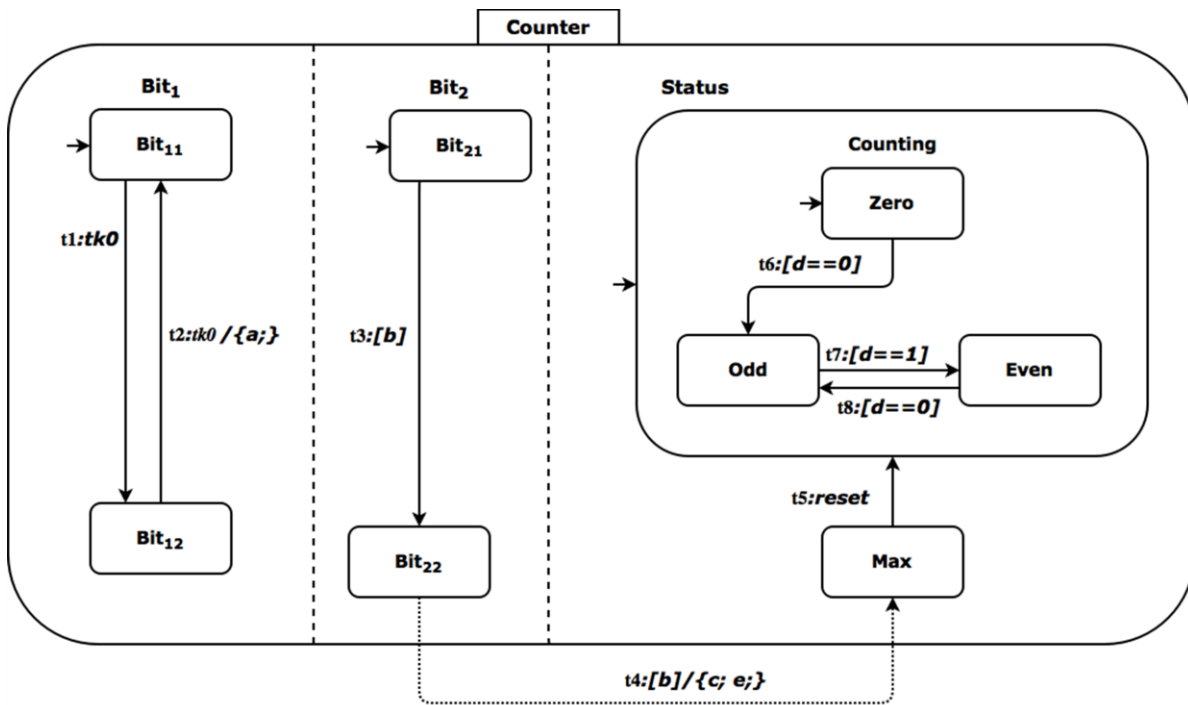 Counter
Bit1
Bit2
Status
Bit11
Bit21
Counting
Zero
t1:tk0
t6:[d==0]
t2:tk0/{a;}
t3:[b]
Odd
t7:[d==1]
Even
t8:[d==0]
t5:reset
Bit12
Bit22
Max
t4:[b]/{c; e;}